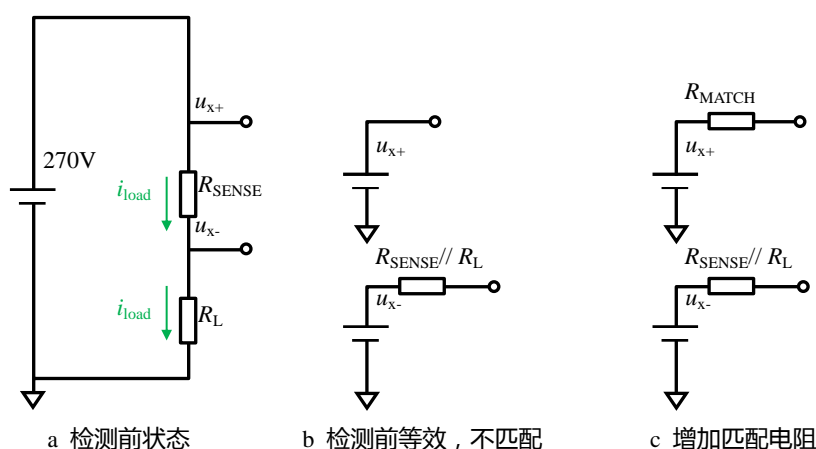 u_x+
270V
i_load
R_SENSE
u_x-
i_load
R_L
a 检测前状态
u_x+
R_SENSE// R_L
u_x-
b 检测前等效，不匹配
R_MATCH
u_x+
R_SENSE// R_L
u_x-
c 增加匹配电阻